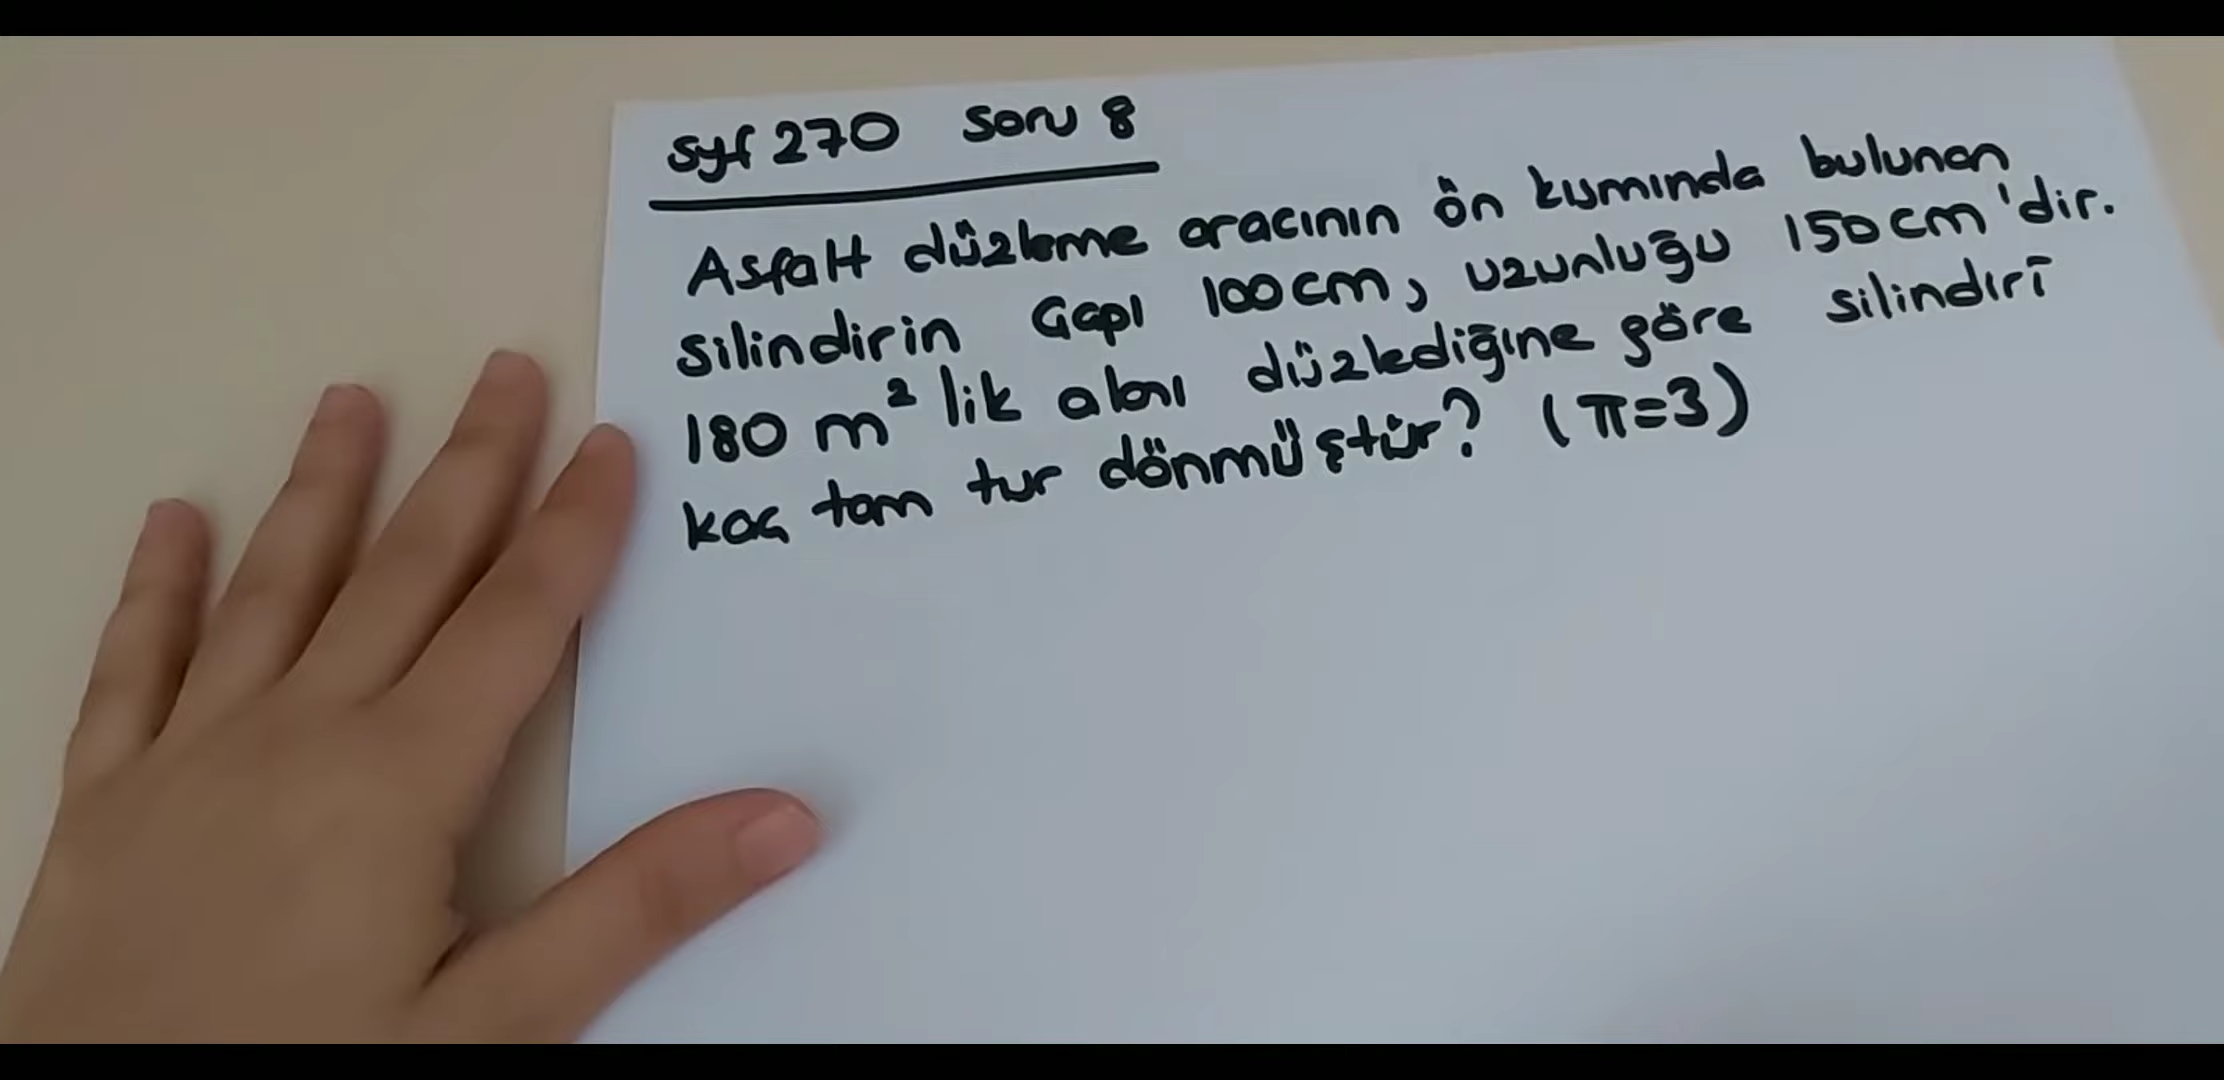 Syf 270 Soru 8
Asfalt düzleme aracının ön kısmında bulunan
silindirin Çapı 100 cm, uzunluğu 150 cm'dir.
180 m² lik alanı düzlediğine göre silindiri
kaç tam tur dönmüştür? (π=3)